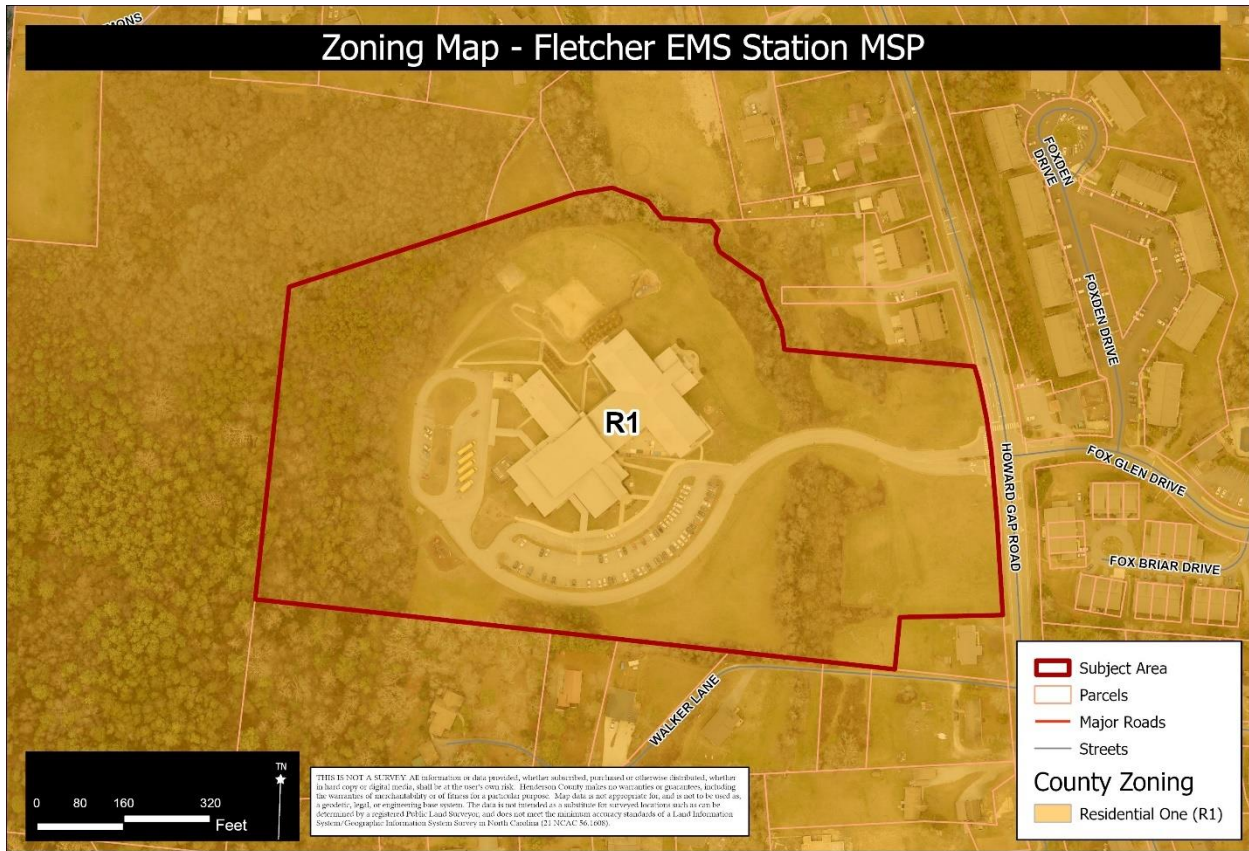 MONS
Zoning Map - Fletcher EMS Station MSP
FOXDEN
DRIVE
FOXDEN DRIVE
R1
HOWARD GAP ROAD
FOX GLEN DRIVE
FOX BRIAR DRIVE
WALKER LANE
Subject Area
Parcels
Major Roads
Streets
County Zoning
Residential One (R1)
TN
0 80 160 320
Feet
THIS IS NOT A SURVEY. All information or data provided, whether subscribed, purchased or otherwise distributed, whether
in hard copy or digital media, shall be at the user's own risk. Henderson County makes no warranties or guarantees, including
the warranties of merchantability or of fitness for a particular purpose. Map data is not appropriate for, and is not to be used as,
a geodetic, legal, or engineering base system. The data is not intended as a substitute for surveyed locations such as can be
determined by a registered Public Land Surveyor, and does not meet the minimum accuracy standards of a Land Information
System/Geographic Information System Survey in North Carolina (21 NCAC 56.1608).